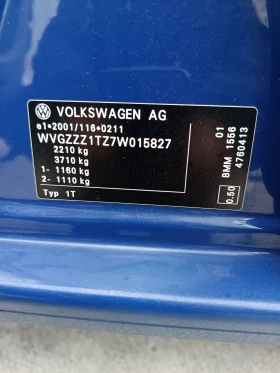 VOLKSWAGEN AG
e1*2001/116*0211
WVGZZZ1TZ7W015827
2210 kg
3710 kg
1- 1160 kg
2- 1110 kg
Typ 1T
01
BMM 1556
4760413
0.50